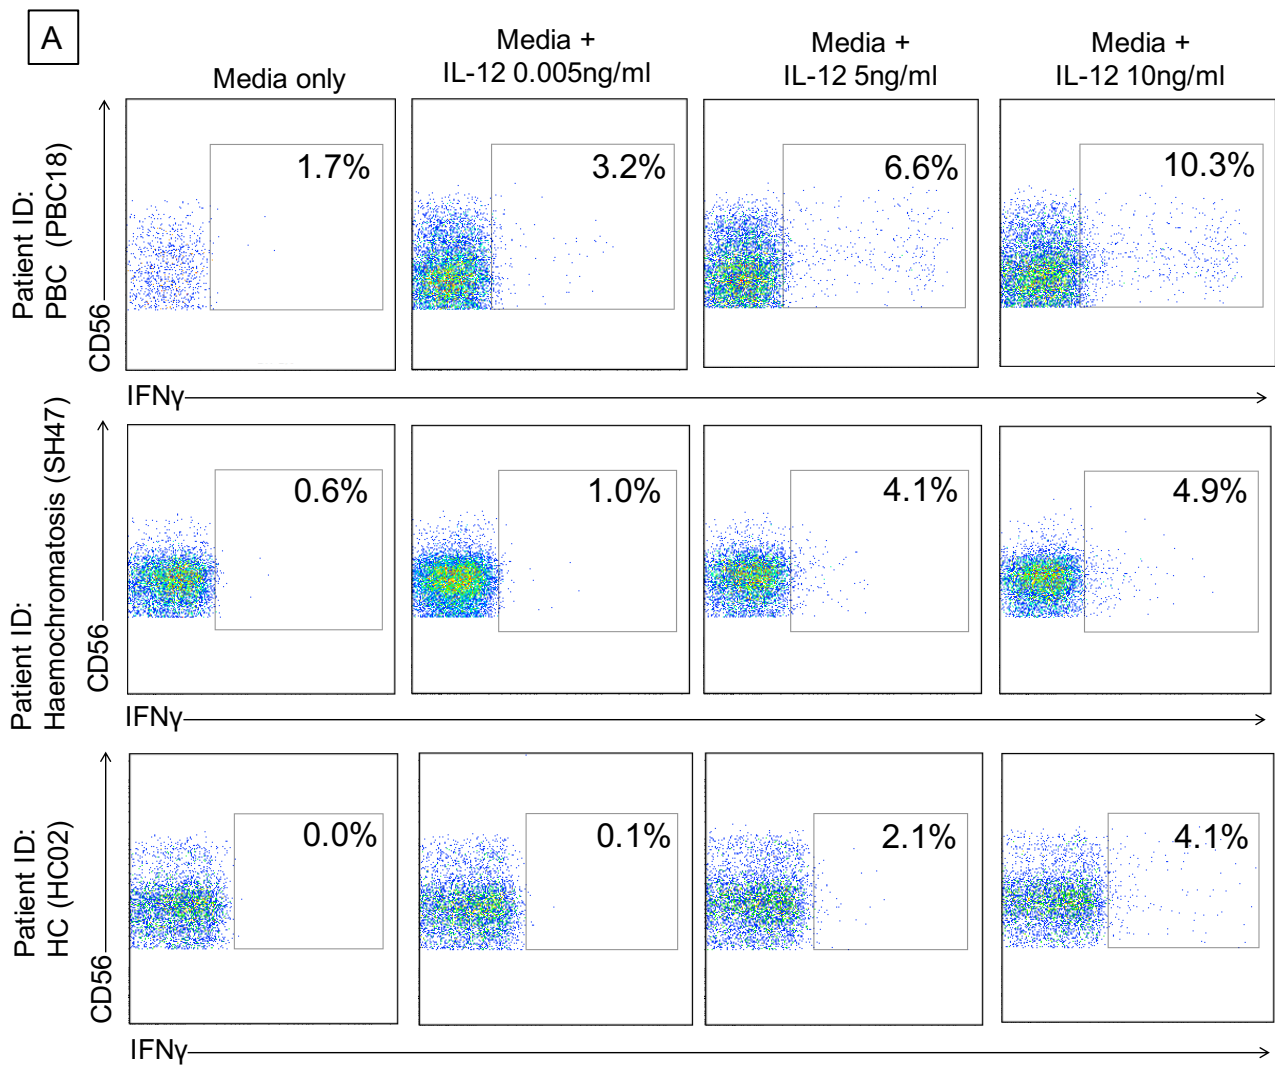 A
Media only
Media +
IL-12 0.005ng/ml
Media +
IL-12 5ng/ml
Media +
IL-12 10ng/ml
Patient ID:
PBC (PBC18)
CD56
1.7%
3.2%
6.6%
10.3%
IFNγ
Patient ID:
Haemochromatosis (SH47)
CD56
0.6%
1.0%
4.1%
4.9%
IFNγ
Patient ID:
HC (HC02)
CD56
0.0%
0.1%
2.1%
4.1%
IFNγ